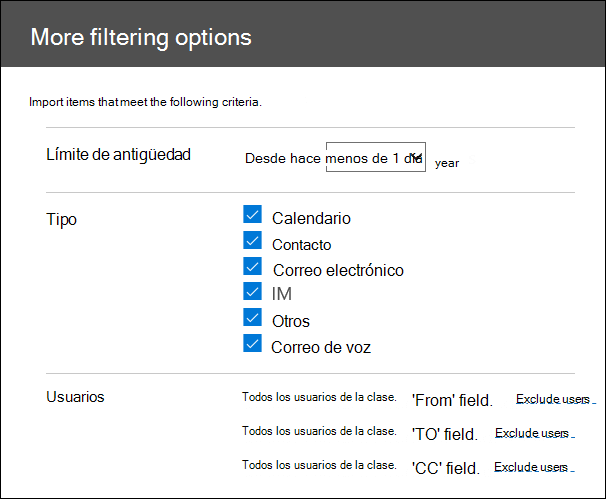 More filtering options
Import items that meet the following criteria.
Límite de antigüedad Desde hace menos de 1 día year
Tipo Calendario
Contacto
Correo electrónico
IM
Otros
Correo de voz
Usuarios Todos los usuarios de la clase. 'From' field. Exclude users
Todos los usuarios de la clase. 'TO' field. Exclude users
Todos los usuarios de la clase. 'CC' field. Exclude users